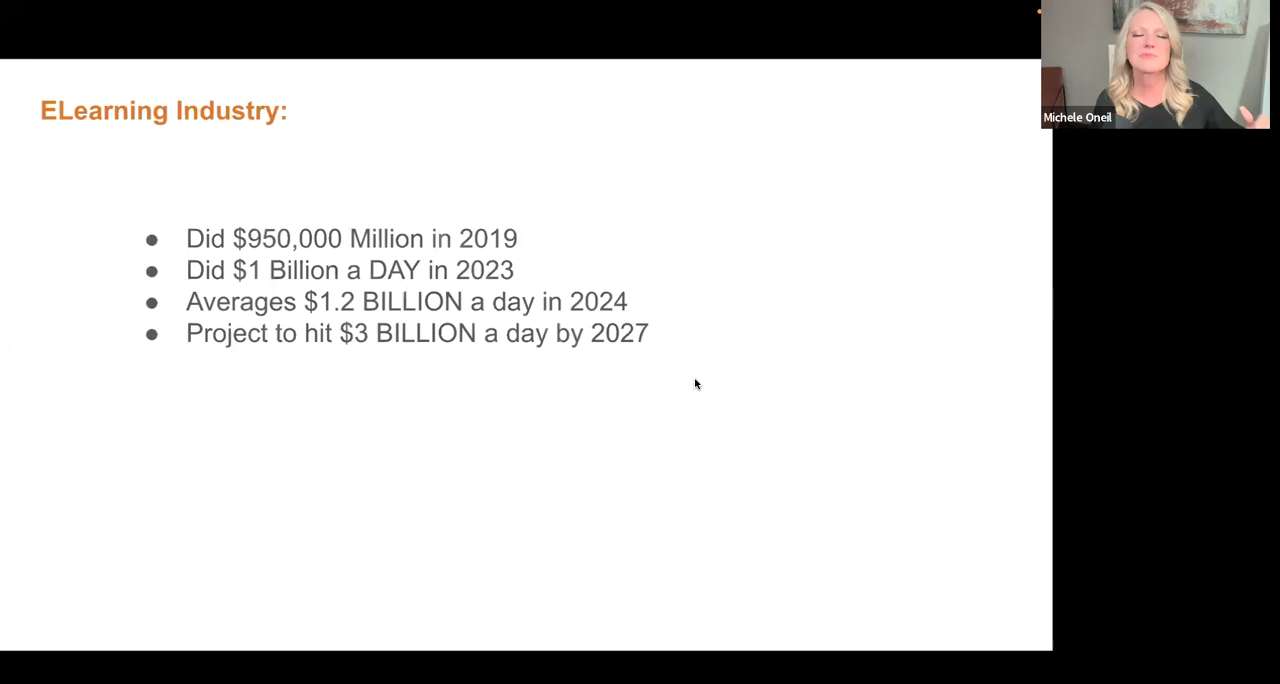 ELearning Industry:
Michele Oneil
● Did $950,000 Million in 2019
● Did $1 Billion a DAY in 2023
● Averages $1.2 BILLION a day in 2024
● Project to hit $3 BILLION a day by 2027